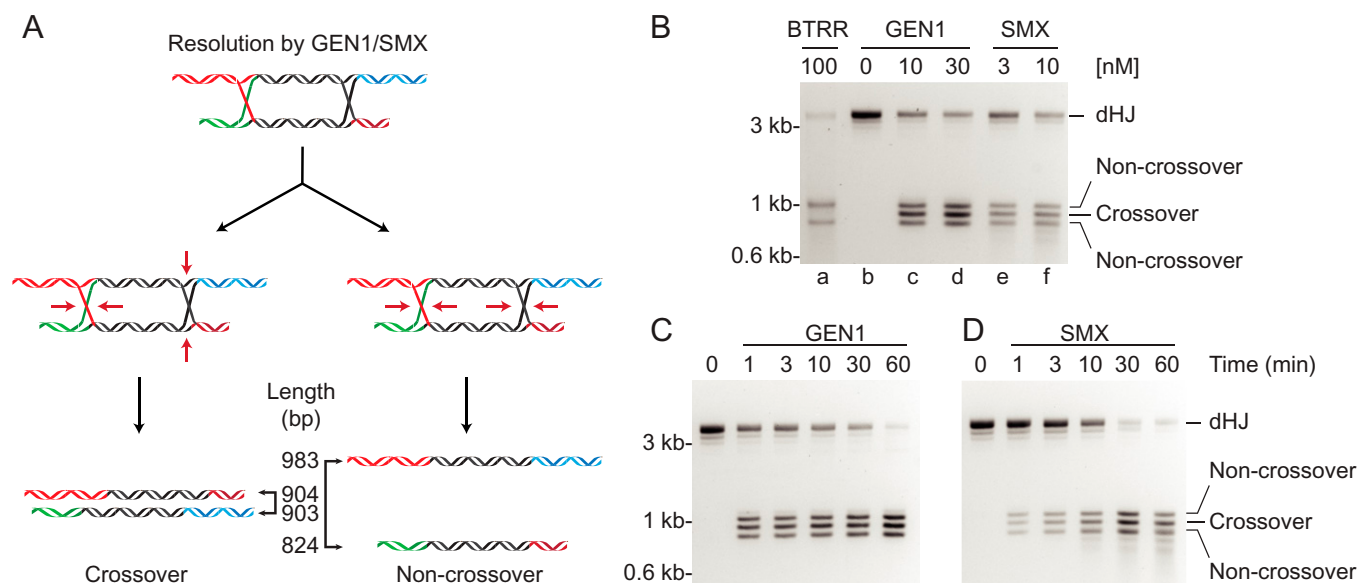 A
Resolution by GEN1/SMX
Length
(bp)
983
904
903
824
Crossover
Non-crossover
B
BTRR GEN1 SMX
100 0 10 30 3 10 [nM]
3 kb-
1 kb-
0.6 kb-
dHJ
Non-crossover
Crossover
Non-crossover
a b c d e f
C
GEN1
0 1 3 10 30 60
3 kb-
1 kb-
0.6 kb-
D
SMX
0 1 3 10 30 60 Time (min)
dHJ
Non-crossover
Crossover
Non-crossover